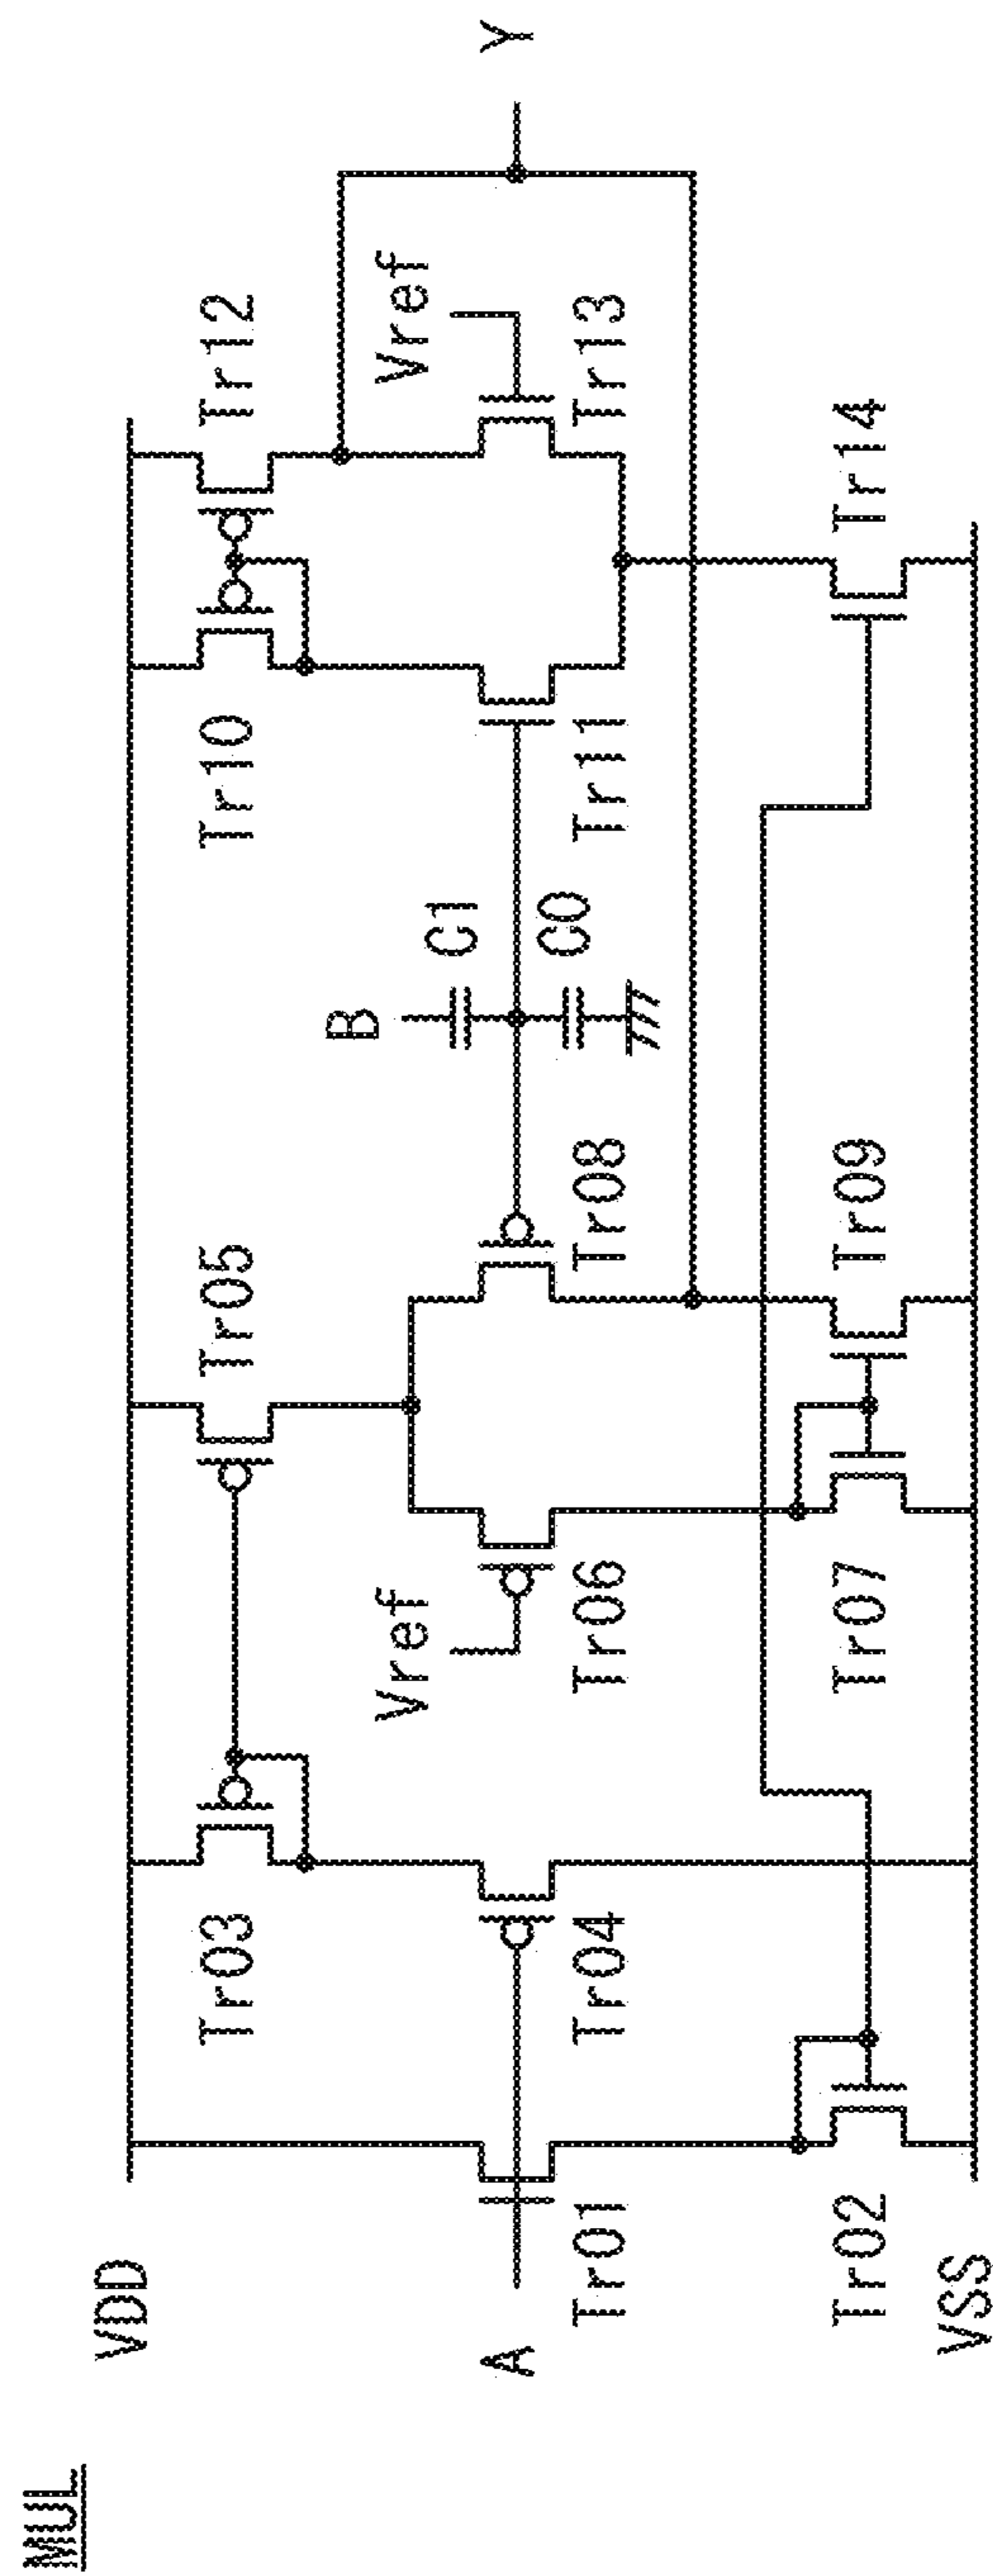 MUL
VDD
Tr03
Tr05
Tr10
Tr12
Vref
B
C1
Vref
A
Y
Tr01
Tr04
Tr06
Tr08
C0
Tr11
Tr13
Tr02
Tr07
Tr09
Tr14
VSS